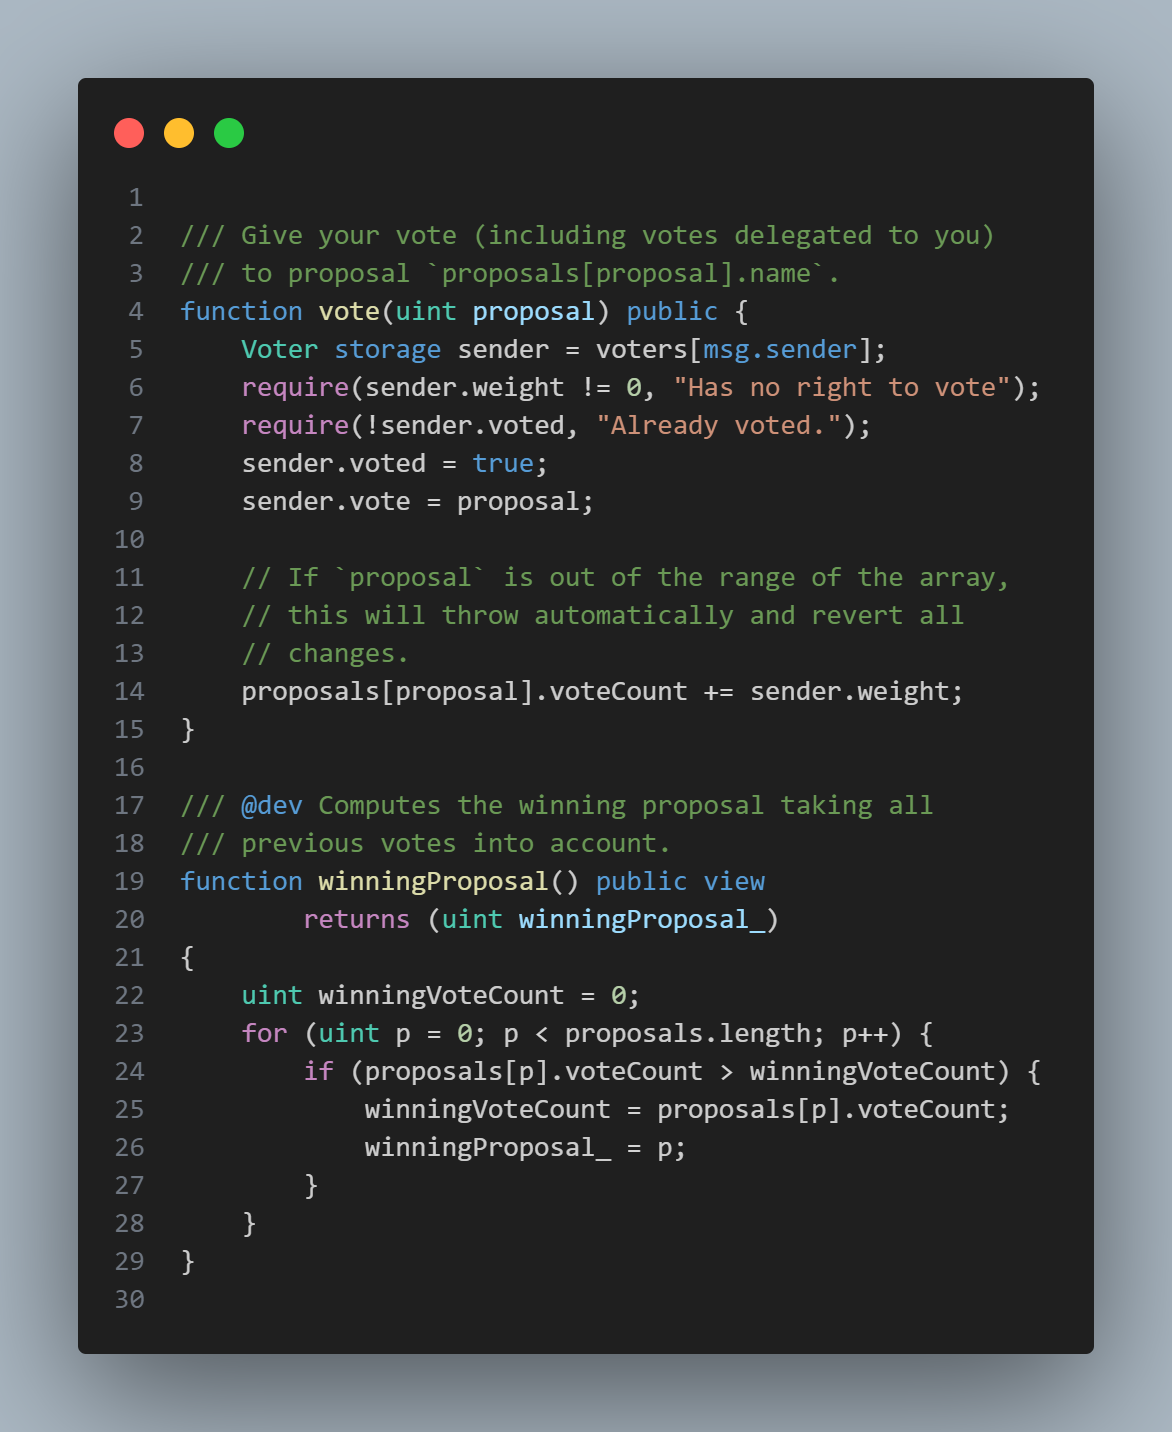 1
2 /// Give your vote (including votes delegated to you)
3 /// to proposal `proposals[proposal].name`.
4 function vote(uint proposal) public {
5     Voter storage sender = voters[msg.sender];
6     require(sender.weight != 0, "Has no right to vote");
7     require(!sender.voted, "Already voted.");
8     sender.voted = true;
9     sender.vote = proposal;
10
11     // If `proposal` is out of the range of the array,
12     // this will throw automatically and revert all
13     // changes.
14     proposals[proposal].voteCount += sender.weight;
15 }
16
17 /// @dev Computes the winning proposal taking all
18 /// previous votes into account.
19 function winningProposal() public view
20         returns (uint winningProposal_)
21 {
22     uint winningVoteCount = 0;
23     for (uint p = 0; p < proposals.length; p++) {
24         if (proposals[p].voteCount > winningVoteCount) {
25             winningVoteCount = proposals[p].voteCount;
26             winningProposal_ = p;
27         }
28     }
29 }
30